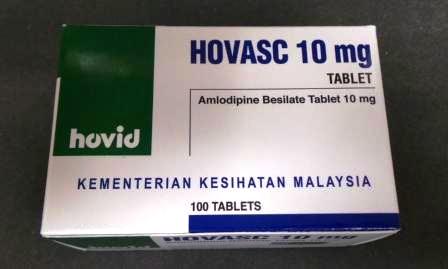 HOVASC 10 mg
TABLET
Amlodipine Besilate Tablet 10 mg
hovid
KEMENTERIAN KESIHATAN MALAYSIA
100 TABLETS
HOVASC 10 mg